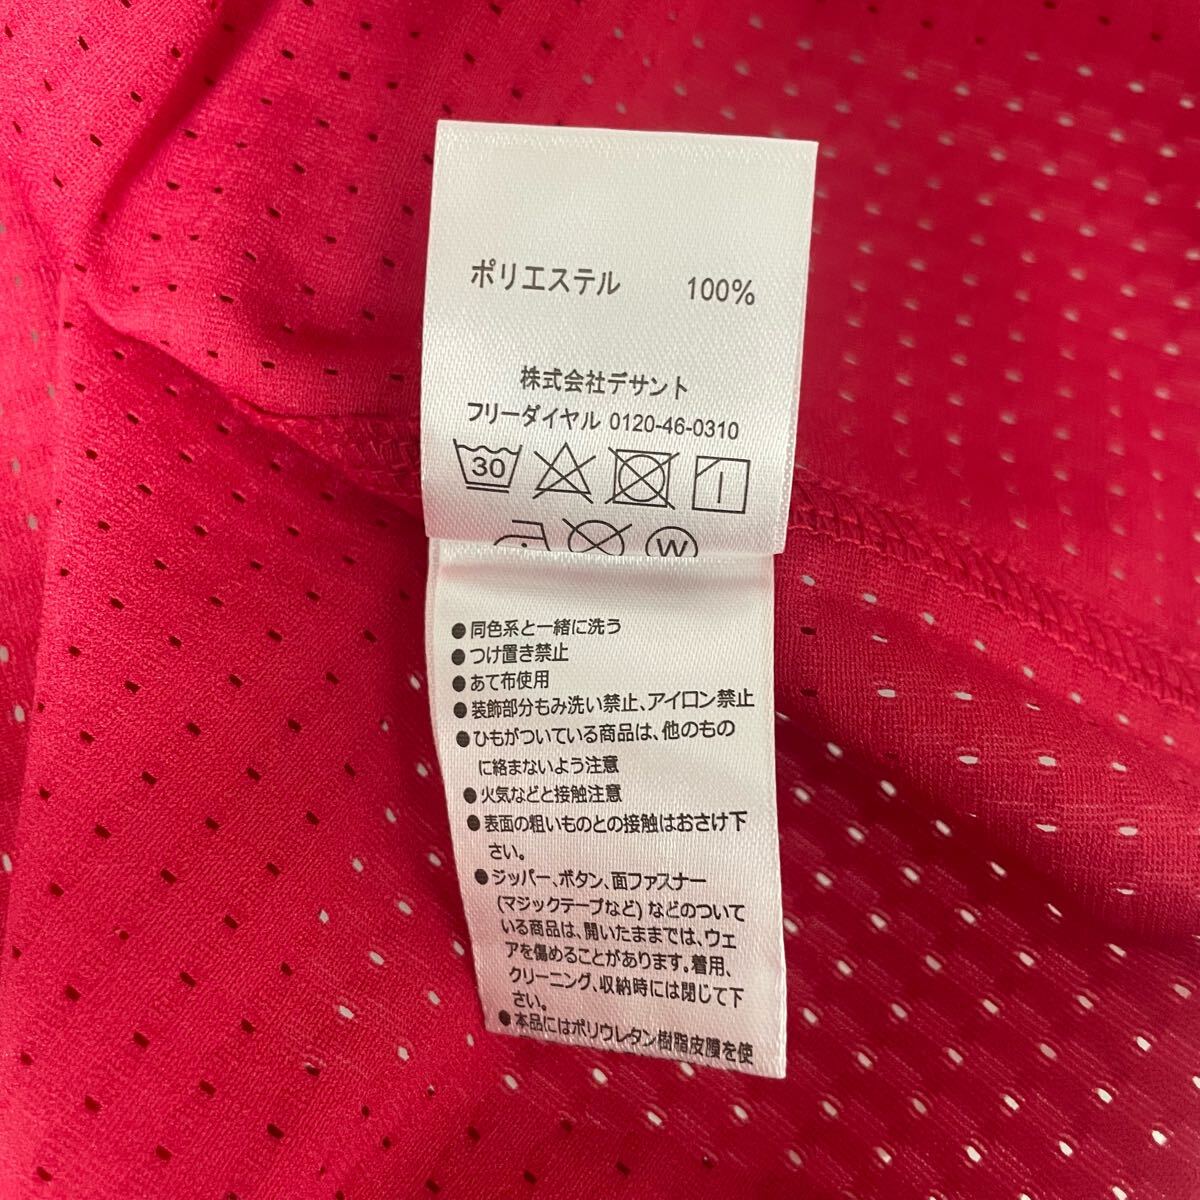 ポリエステル 100%
株式会社デサント
フリーダイヤル 0120-46-0310
30
W
●同色系と一緒に洗う
●つけ置き禁止
●あて布使用
●装飾部分もみ洗い禁止、アイロン禁止
●ひもがついている商品は、他のもの
に絡まないよう注意
●火気などと接触注意
●表面の粗いものとの接触はおさけ下
さい。
●ジッパー、ボタン、面ファスナー
(マジックテープなど) などのついて
いる商品は、開いたままでは、ウェ
アを傷めることがあります。着用、
クリーニング、収納時には閉じて下
さい。
●本品にはポリウレタン樹脂皮膜を使